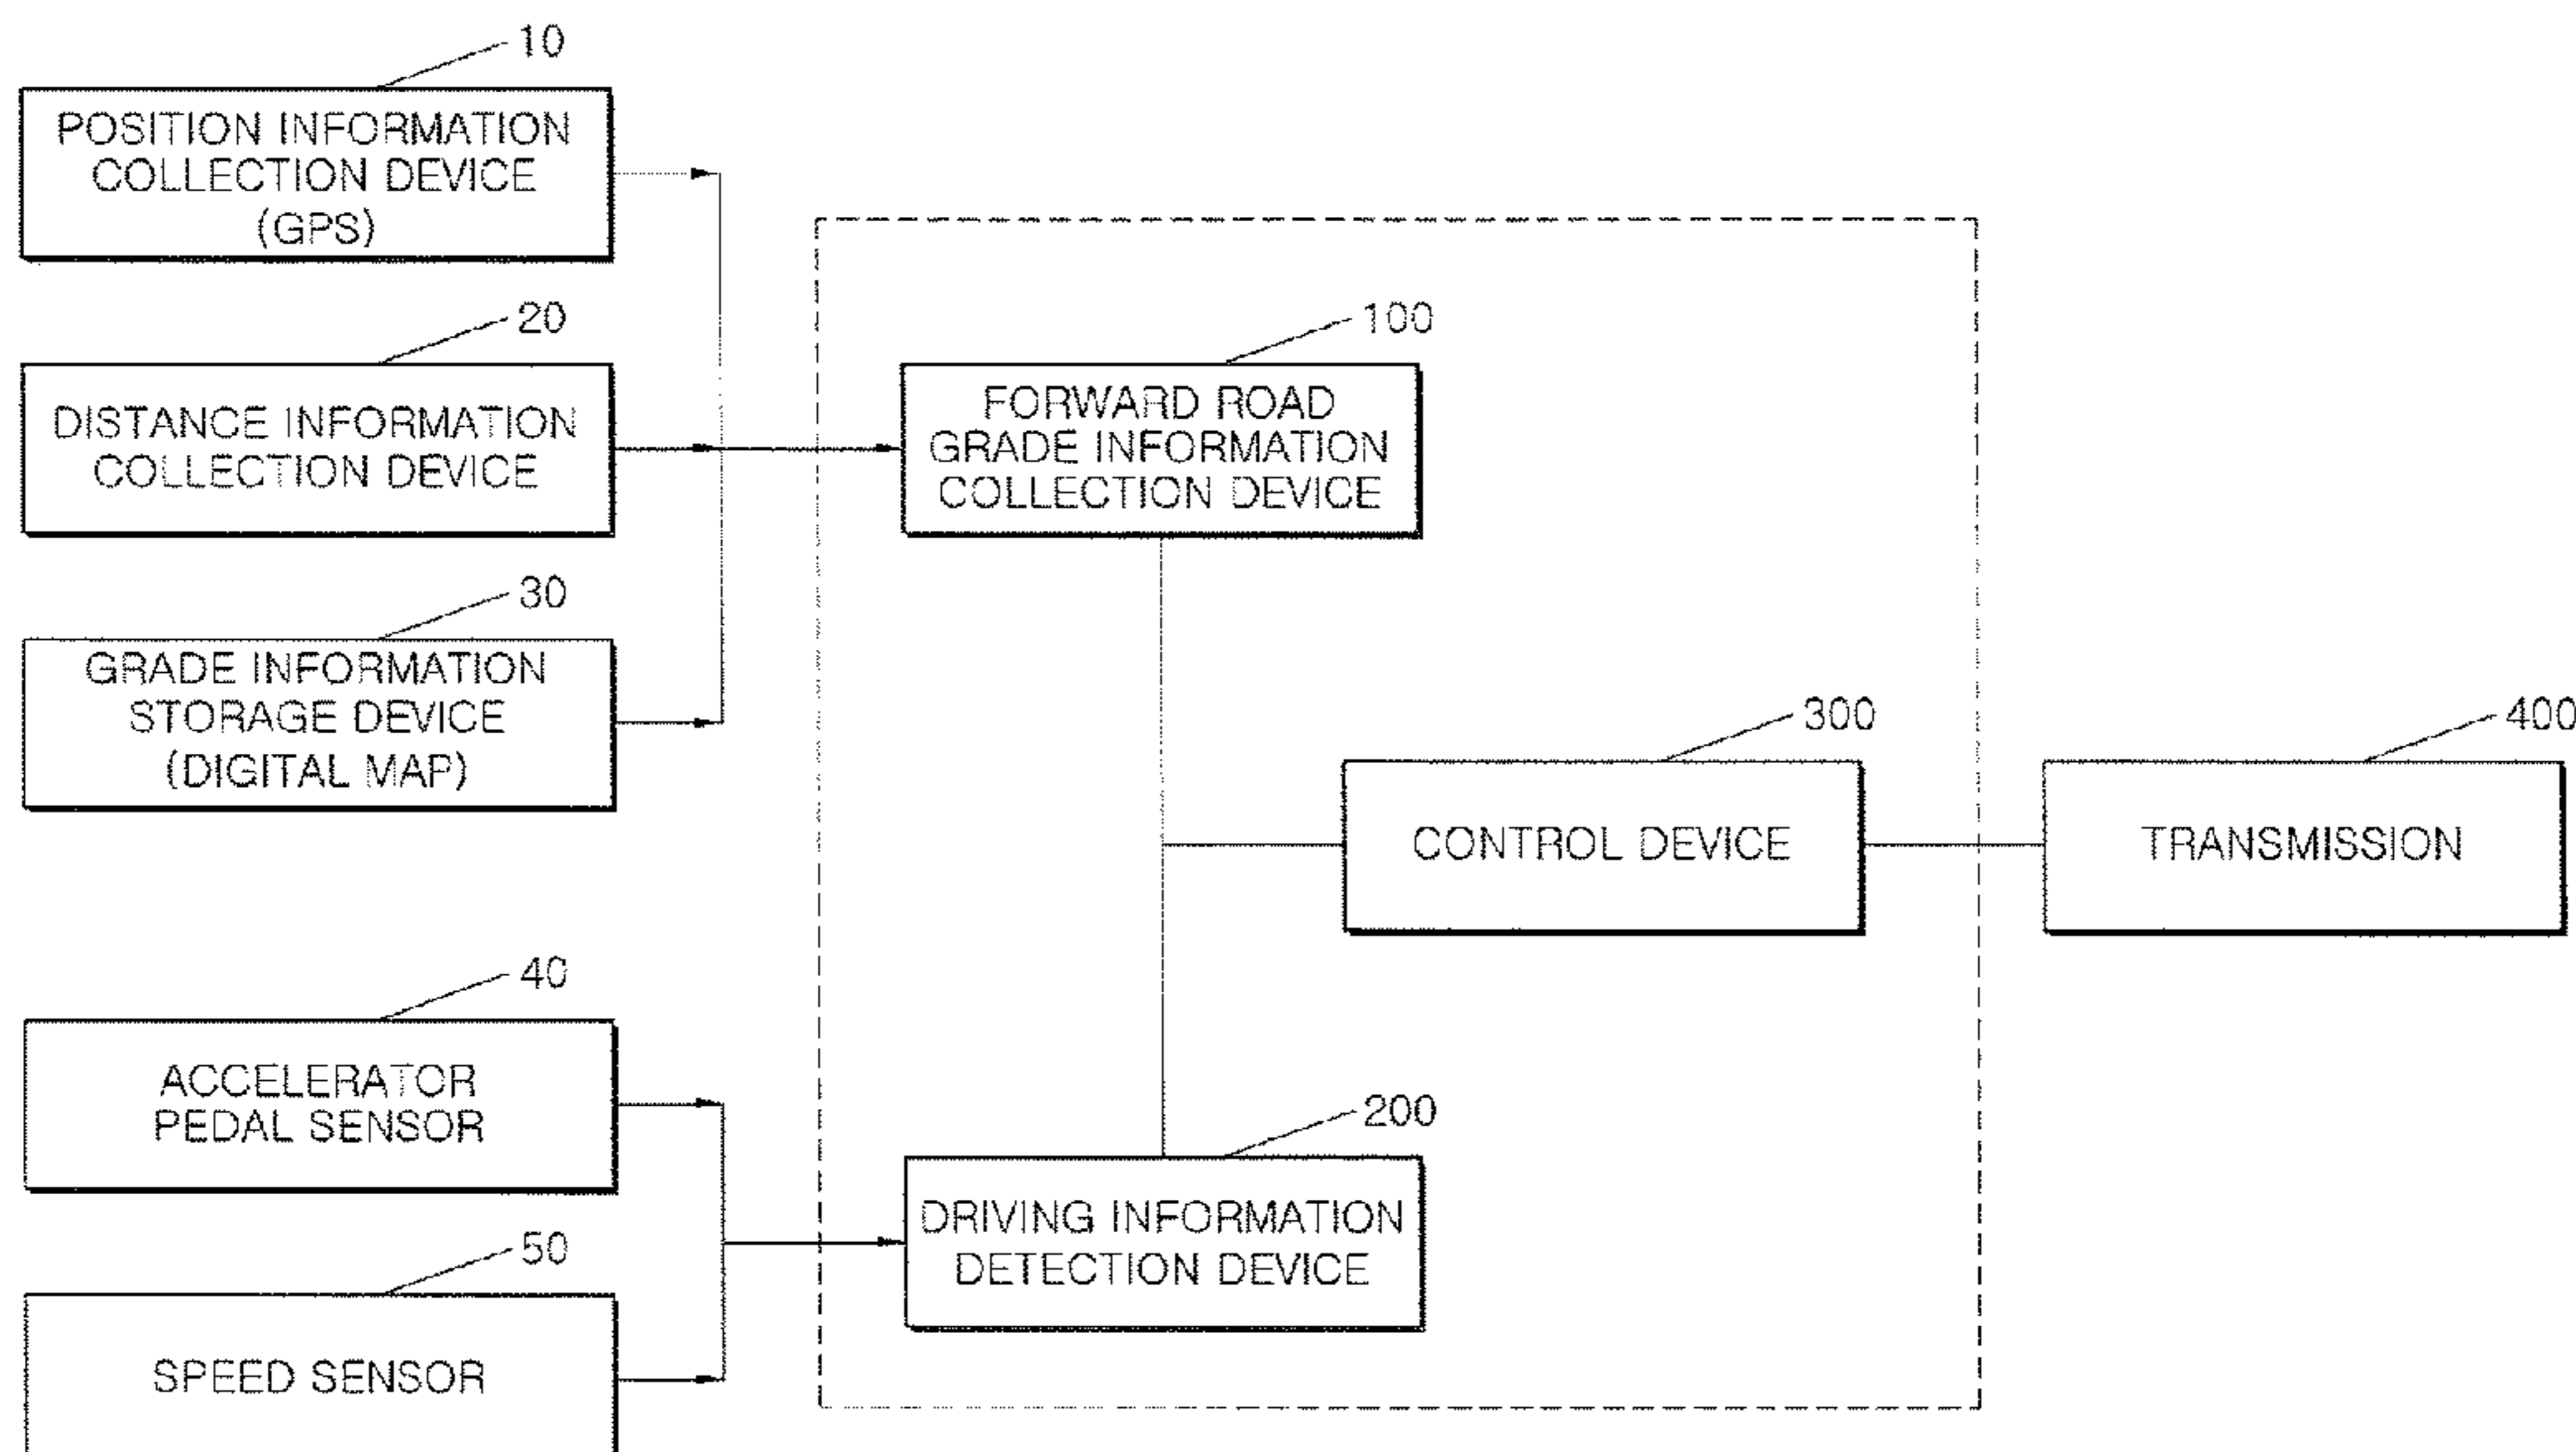 10
POSITION INFORMATION
COLLECTION DEVICE
(GPS)
20
DISTANCE INFORMATION
COLLECTION DEVICE
30
GRADE INFORMATION
STORAGE DEVICE
(DIGITAL MAP)
40
ACCELERATOR
PEDAL SENSOR
50
SPEED SENSOR
100
FORWARD ROAD
GRADE INFORMATION
COLLECTION DEVICE
200
DRIVING INFORMATION
DETECTION DEVICE
300
CONTROL DEVICE
400
TRANSMISSION